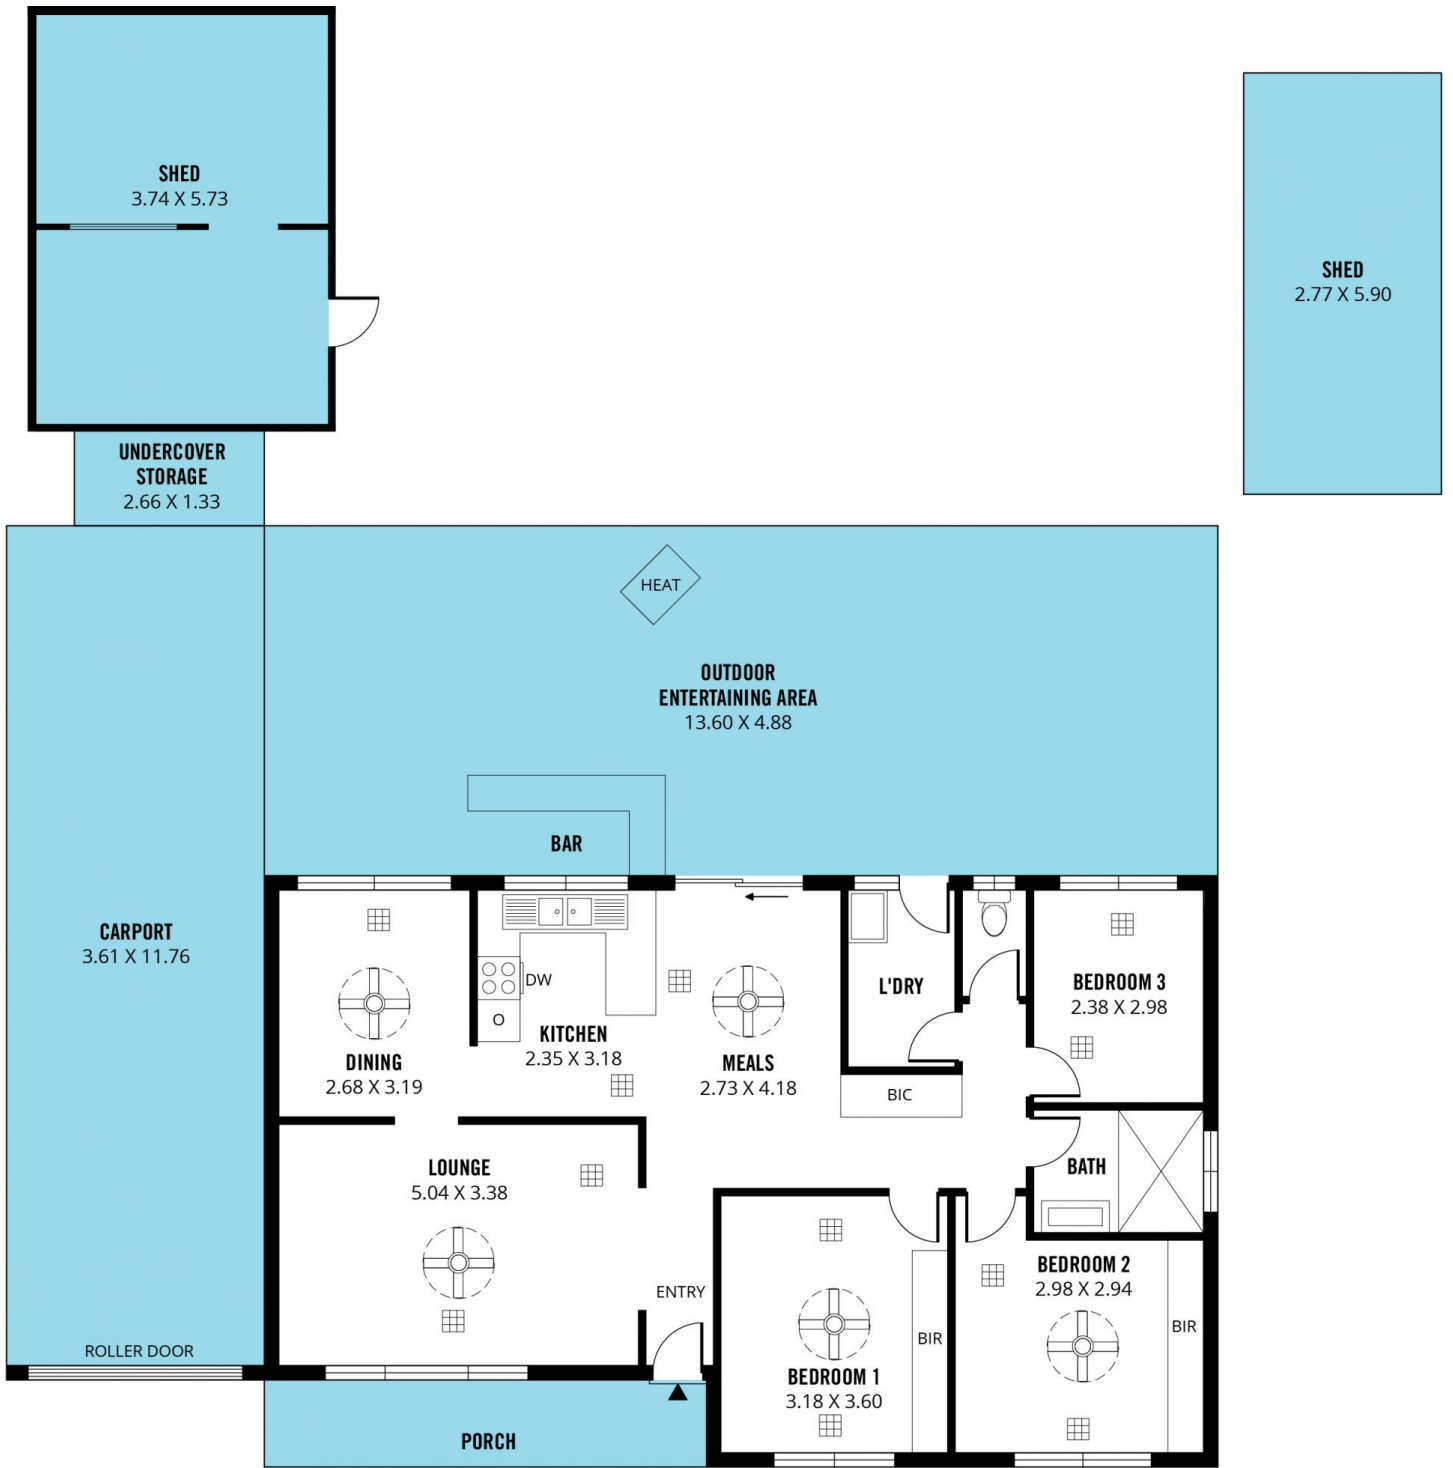 SHED
3.74 X 5.73
SHED
2.77 X 5.90
UNDERCOVER
STORAGE
2.66 X 1.33
HEAT
OUTDOOR
ENTERTAINING AREA
13.60 X 4.88
BAR
CARPORT
3.61 X 11.76
DW
O
KITCHEN
2.35 X 3.18
DINING
2.68 X 3.19
MEALS
2.73 X 4.18
L'DRY
BEDROOM 3
2.38 X 2.98
BIC
LOUNGE
5.04 X 3.38
BATH
ENTRY
BEDROOM 2
2.98 X 2.94
BIR
BIR
BEDROOM 1
3.18 X 3.60
ROLLER DOOR
PORCH